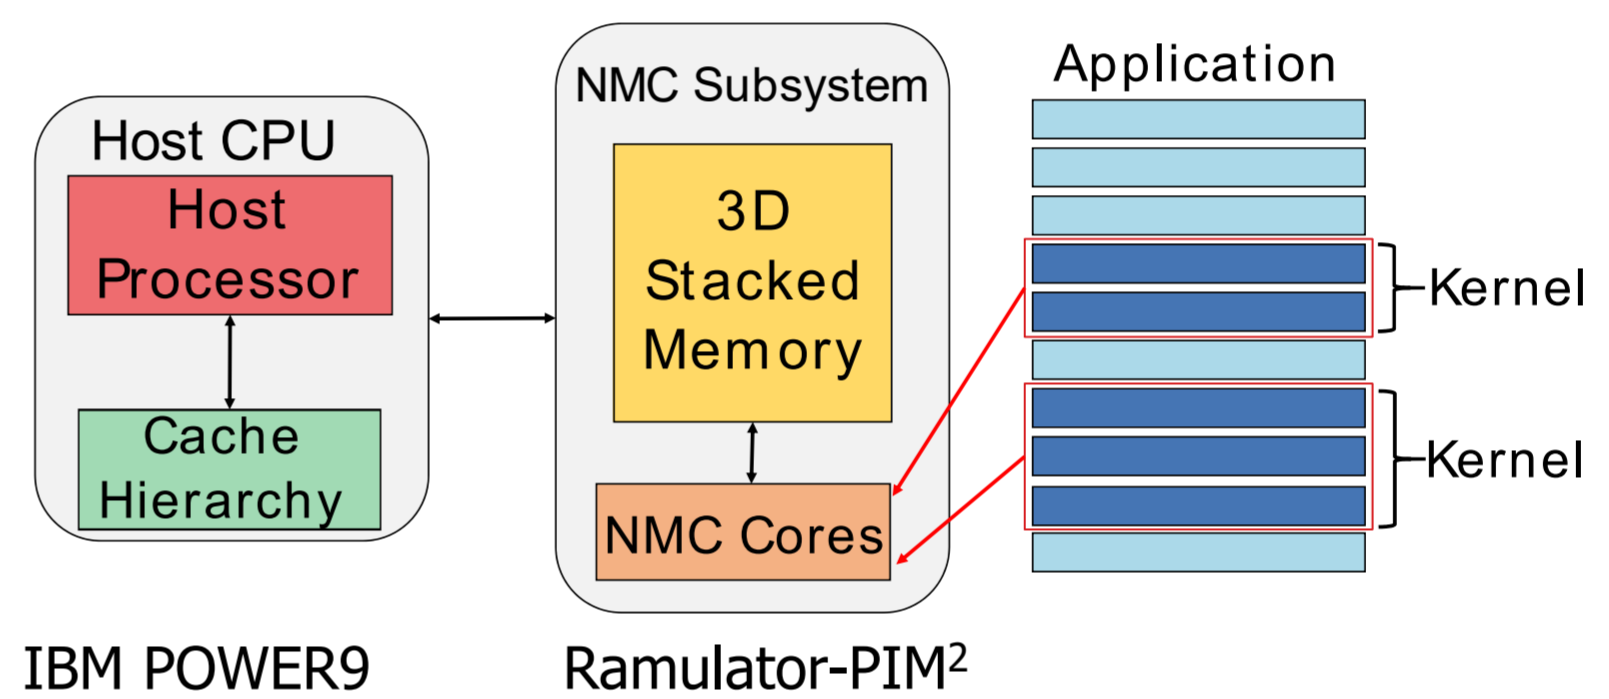 Host CPU
Host
Processor
Cache
Hierarchy
IBM POWER9
NMC Subsystem
3D
Stacked
Memory
NMC Cores
Ramulator-PIM²
Application
Kernel
Kernel